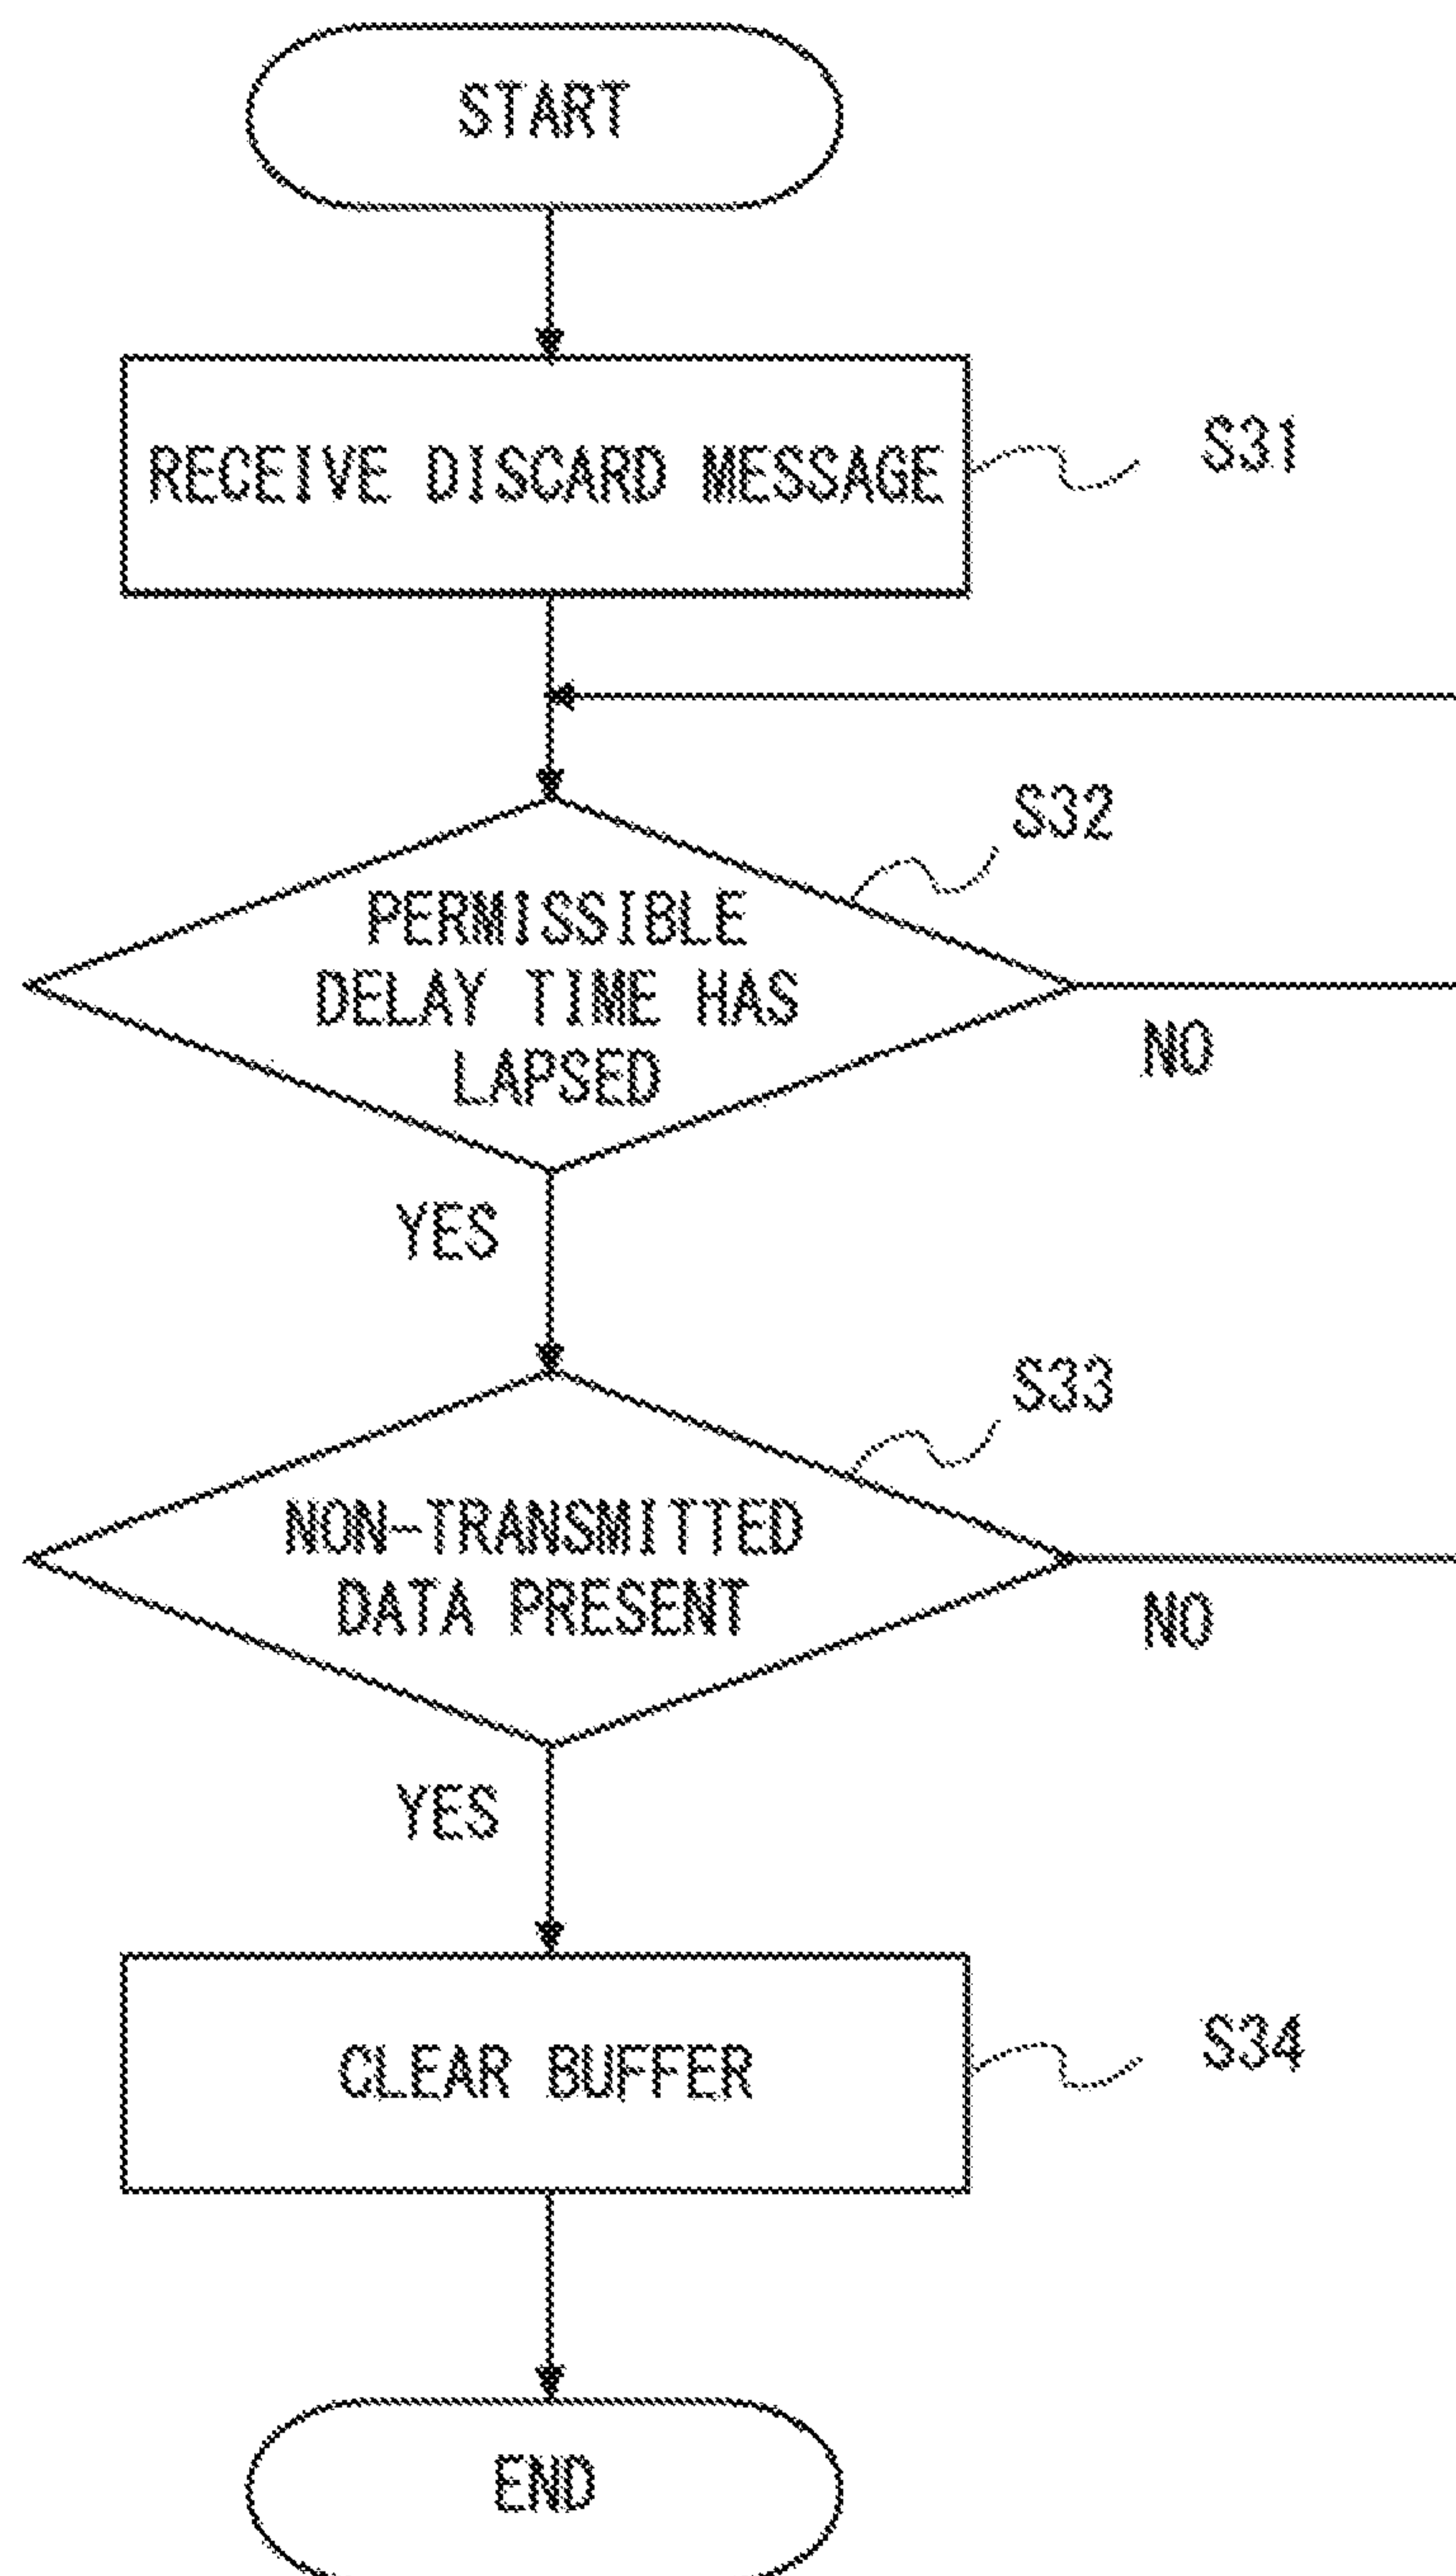 START
RECEIVE DISCARD MESSAGE
S31
S32
PERMISSIBLE
DELAY TIME HAS
LAPSED
NO
YES
S33
NON-TRANSMITTED
DATA PRESENT
NO
YES
CLEAR BUFFER
S34
END